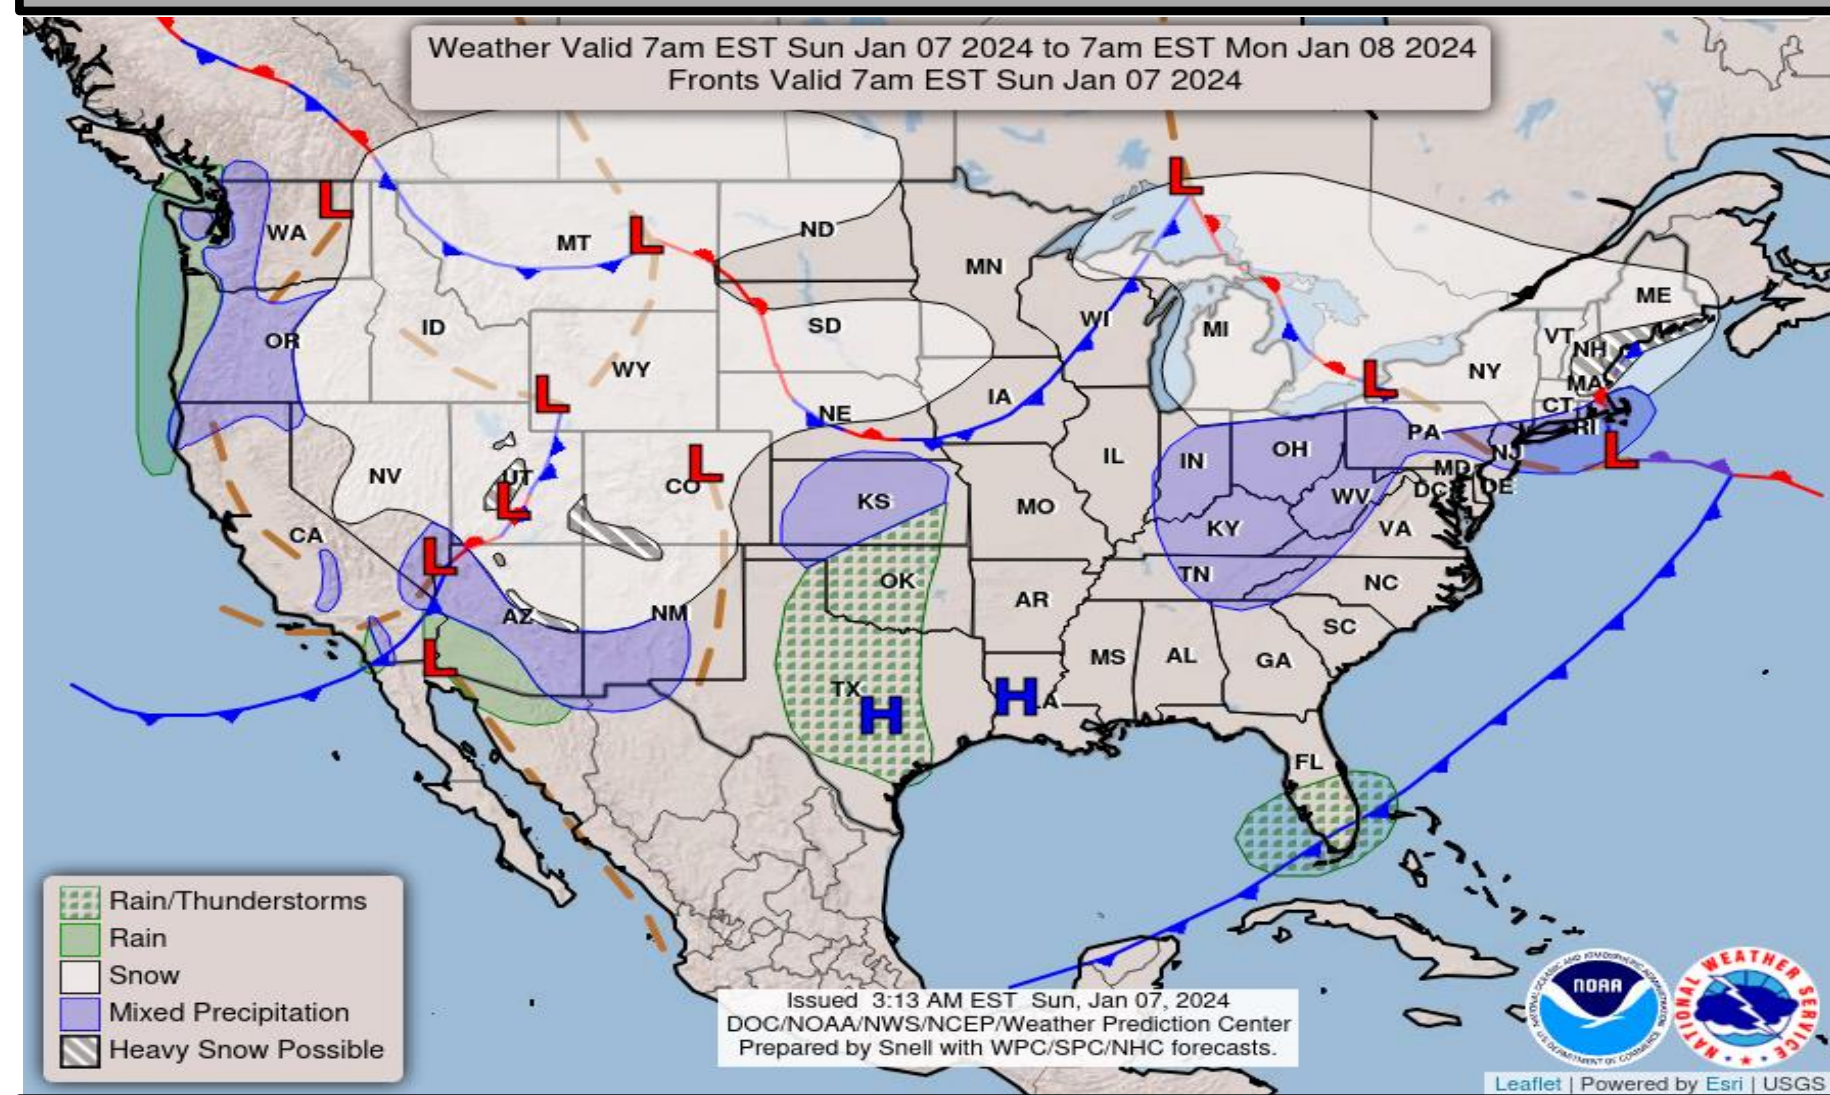 Weather Valid 7am EST Sun Jan 07 2024 to 7am EST Mon Jan 08 2024
Fronts Valid 7am EST Sun Jan 07 2024
L
L
WA
MT
L
ND
MN
ME
OR
ID
WY
SD
WI
MI
VT
NH
NY
MA
L
L
IA
CT
RI
NE
PA
NJ
L
NV
UT
L
CO
L
KS
MO
IL
IN
OH
MD
DE
DC
WV
VA
KY
CA
L
AZ
NM
OK
AR
TN
NC
SC
L
TX
H
H
LA
MS
AL
GA
FL
Rain/Thunderstorms
Rain
Snow
Mixed Precipitation
Heavy Snow Possible
Issued 3:13 AM EST Sun, Jan 07, 2024
DOC/NOAA/NWS/NCEP/Weather Prediction Center
Prepared by Snell with WPC/SPC/NHC forecasts.
NOAA
NATIONAL WEATHER SERVICE
Leaflet | Powered by Esri | USGS